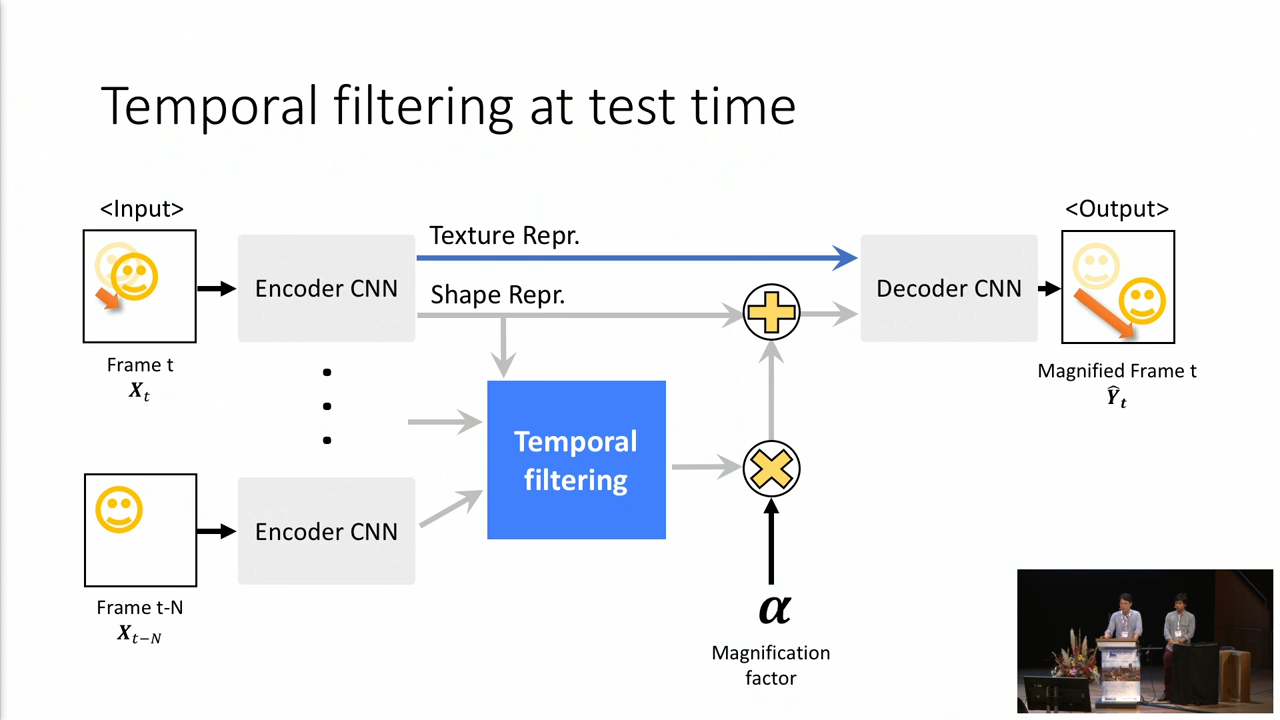 Temporal filtering at test time
<Input>
<Output>
Texture Repr.
Encoder CNN
Shape Repr.
Decoder CNN
Frame t
X_t
Magnified Frame t
Ŷ_t
Temporal
filtering
Encoder CNN
Frame t-N
X_{t−N}
α
Magnification
factor